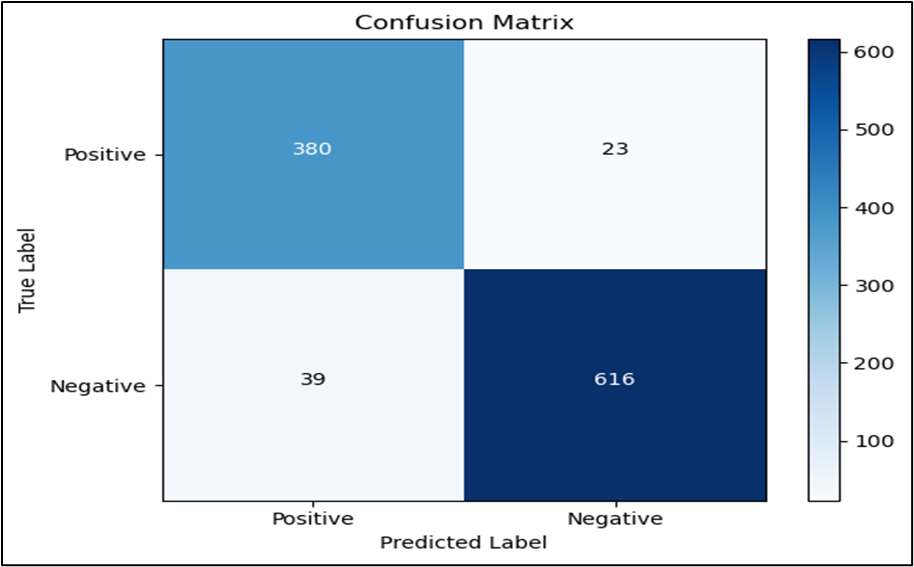 Confusion Matrix
True Label
Positive
380
23
Negative
39
616
Positive
Negative
Predicted Label
600
500
400
300
200
100